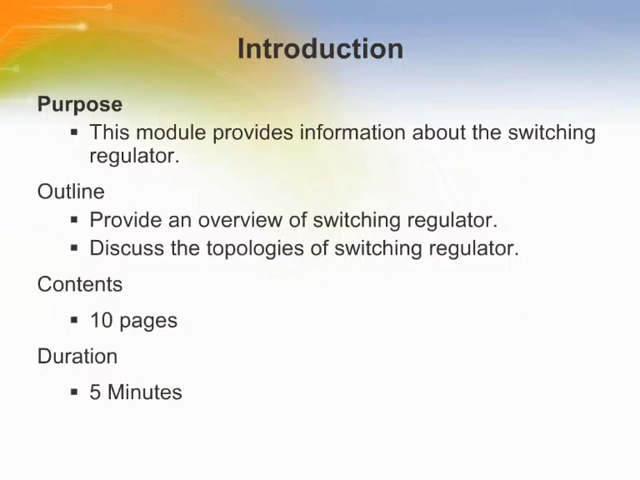 Introduction
Purpose
▪ This module provides information about the switching
regulator.
Outline
▪ Provide an overview of switching regulator.
▪ Discuss the topologies of switching regulator.
Contents
▪ 10 pages
Duration
▪ 5 Minutes